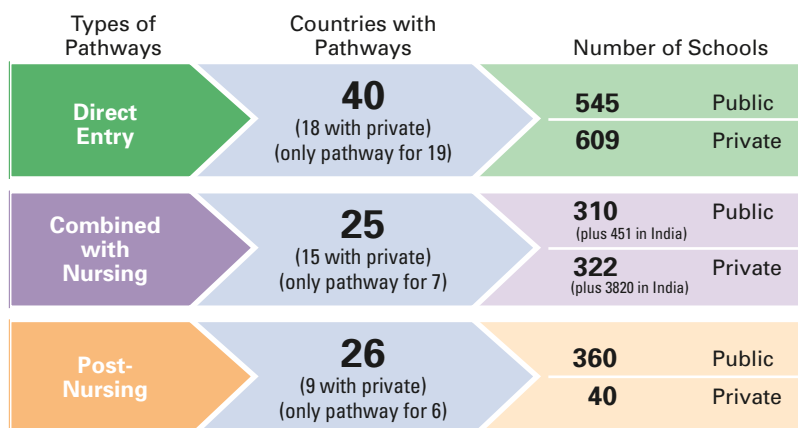 Types of
Pathways
Countries with
Pathways
Number of Schools
Direct
Entry
40
(18 with private)
(only pathway for 19)
545 Public
609 Private
Combined
with
Nursing
25
(15 with private)
(only pathway for 7)
310 Public
(plus 451 in India)
322 Private
(plus 3820 in India)
Post-
Nursing
26
(9 with private)
(only pathway for 6)
360 Public
40 Private